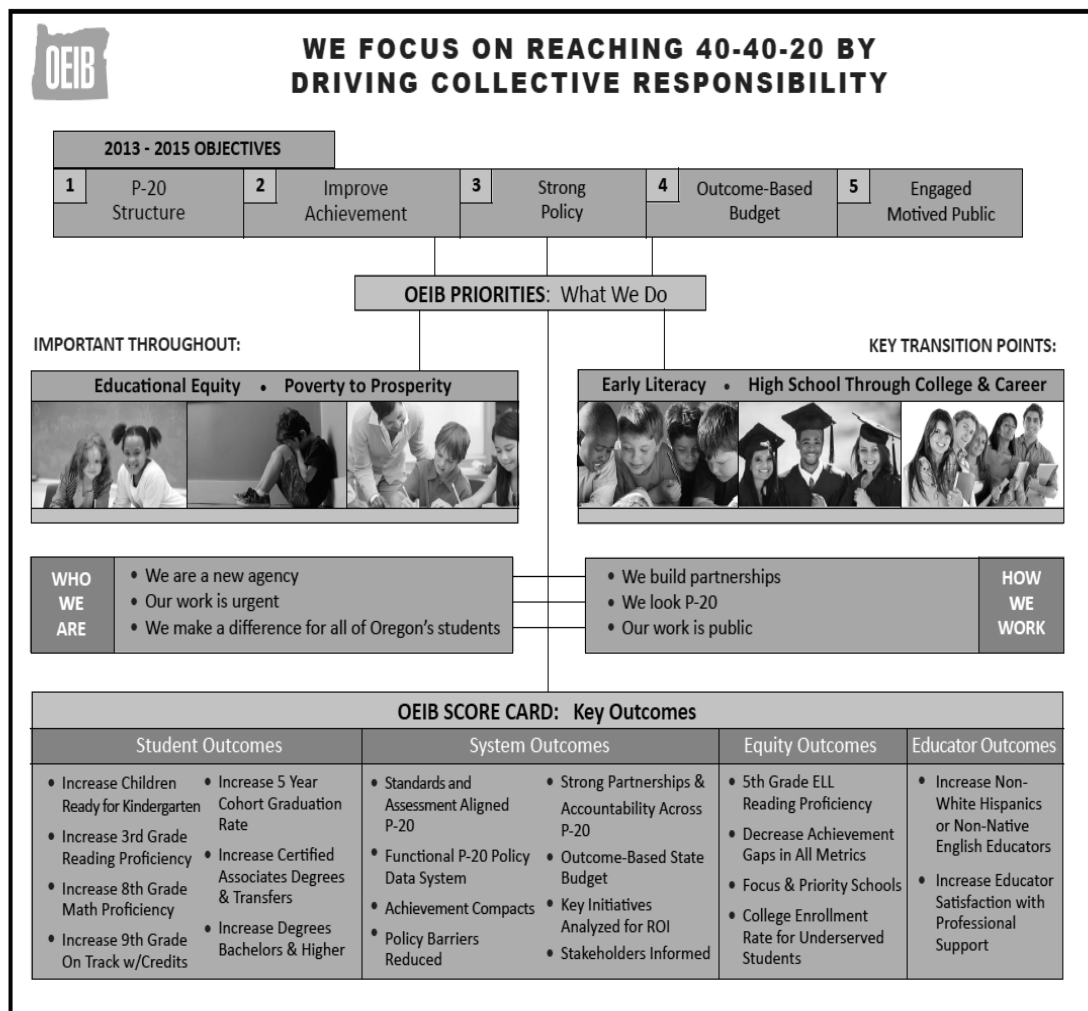 OEIB
WE FOCUS ON REACHING 40-40-20 BY
DRIVING COLLECTIVE RESPONSIBILITY
2013 - 2015 OBJECTIVES
1
P-20
Structure
2
Improve
Achievement
3
Strong
Policy
4
Outcome-Based
Budget
5
Engaged
Motived Public
OEIB PRIORITIES: What We Do
IMPORTANT THROUGHOUT:
Educational Equity • Poverty to Prosperity
KEY TRANSITION POINTS:
Early Literacy • High School Through College & Career
WHO
WE
ARE
• We are a new agency
• Our work is urgent
• We make a difference for all of Oregon's students
• We build partnerships
• We look P-20
• Our work is public
HOW
WE
WORK
OEIB SCORE CARD: Key Outcomes
Student Outcomes
• Increase Children
Ready for Kindergarten
• Increase 3rd Grade
Reading Proficiency
• Increase 8th Grade
Math Proficiency
• Increase 9th Grade
On Track w/Credits
• Increase 5 Year
Cohort Graduation
Rate
• Increase Certified
Associates Degrees
& Transfers
• Increase Degrees
Bachelors & Higher
System Outcomes
• Standards and
Assessment Aligned
P-20
• Functional P-20 Policy
Data System
• Achievement Compacts
• Policy Barriers
Reduced
• Strong Partnerships &
Accountability Across
P-20
• Outcome-Based State
Budget
• Key Initiatives
Analyzed for ROI
• Stakeholders Informed
Equity Outcomes
• 5th Grade ELL
Reading Proficiency
• Decrease Achievement
Gaps in All Metrics
• Focus & Priority Schools
• College Enrollment
Rate for Underserved
Students
Educator Outcomes
• Increase Non-
White Hispanics
or Non-Native
English Educators
• Increase Educator
Satisfaction with
Professional
Support